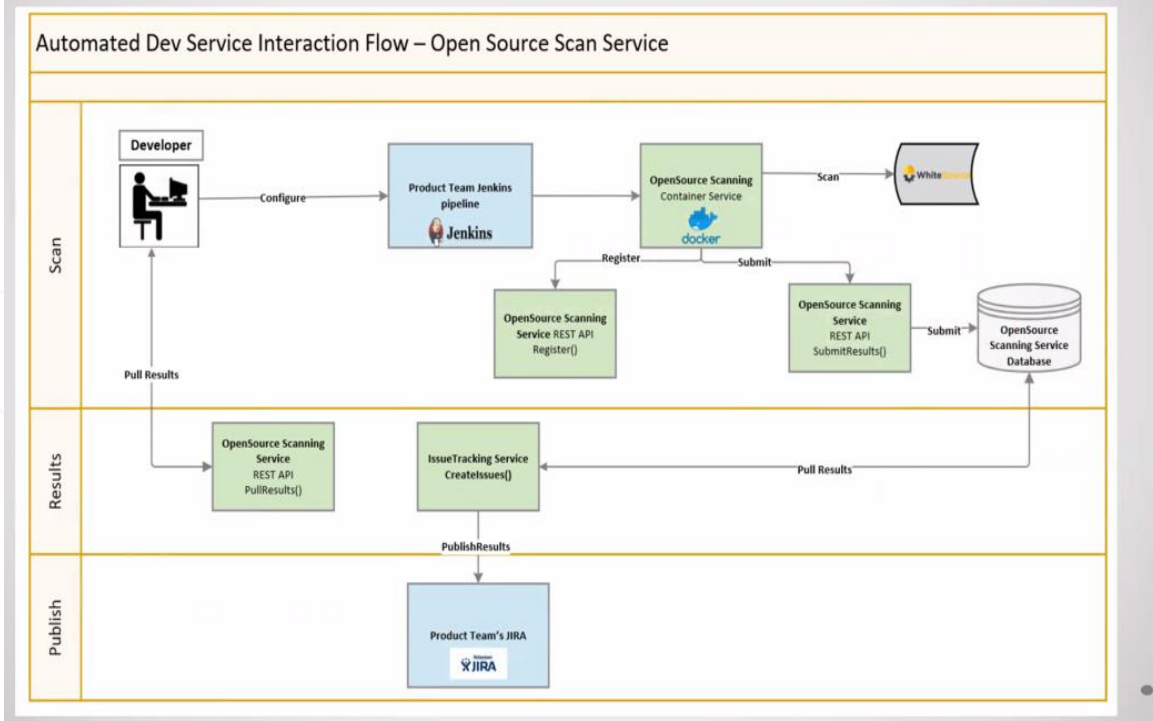 Automated Dev Service Interaction Flow – Open Source Scan Service
Scan
Developer
Configure
Product Team Jenkins
pipeline
Jenkins
OpenSource Scanning
Container Service
docker
Scan
WhiteSource
Register
Submit
OpenSource Scanning
Service REST API
Register()
OpenSource Scanning
Service
REST API
SubmitResults()
Submit
OpenSource
Scanning Service
Database
Pull Results
Results
OpenSource Scanning
Service
REST API
PullResults()
IssueTracking Service
CreateIssues()
Pull Results
PublishResults
Publish
Product Team's JIRA
JIRA